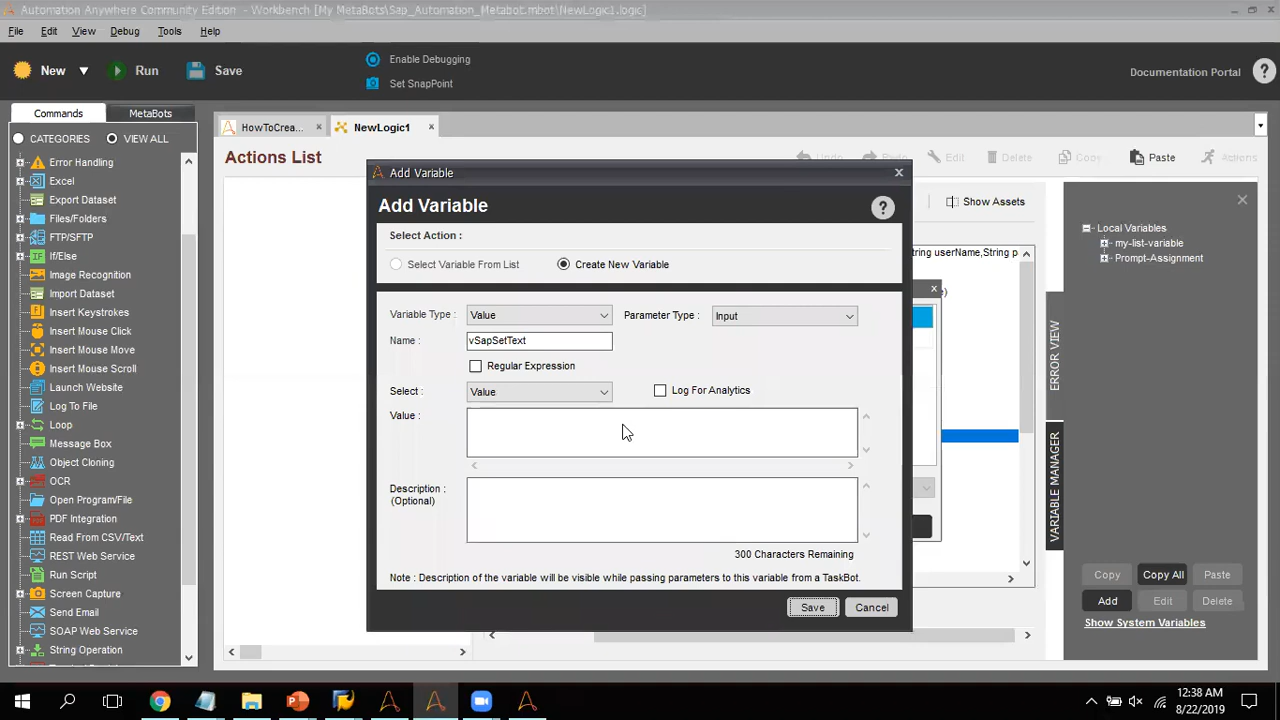 Automation Anywhere Community Edition - Workbench [My MetaBots\Sap_Automation_Metabot.mbot\NewLogic1.logic]
File Edit View Debug Tools Help
New Run Save
Enable Debugging
Set SnapPoint
Documentation Portal
Commands MetaBots
CATEGORIES VIEW ALL
Error Handling
Excel
Export Dataset
Files/Folders
FTP/SFTP
If/Else
Image Recognition
Import Dataset
Insert Keystrokes
Insert Mouse Click
Insert Mouse Move
Insert Mouse Scroll
Launch Website
Log To File
Loop
Message Box
Object Cloning
OCR
Open Program/File
PDF Integration
Read From CSV/Text
REST Web Service
Run Script
Screen Capture
Send Email
SOAP Web Service
String Operation
HowToCrea... NewLogic1
Actions List
Undo Redo Edit Delete Copy Paste Actions
Show Assets
tring userName,String p
Add Variable
Add Variable
Select Action :
Select Variable From List Create New Variable
Variable Type : Value Parameter Type : Input
Name : vSapSetText
Regular Expression
Select : Value Log For Analytics
Value :
Description :
(Optional)
300 Characters Remaining
Note : Description of the variable will be visible while passing parameters to this variable from a TaskBot.
Save Cancel
ERROR VIEW
VARIABLE MANAGER
Local Variables
my-list-variable
Prompt-Assignment
Copy Copy All Paste
Add Edit Delete
Show System Variables
12:38 AM
8/22/2019